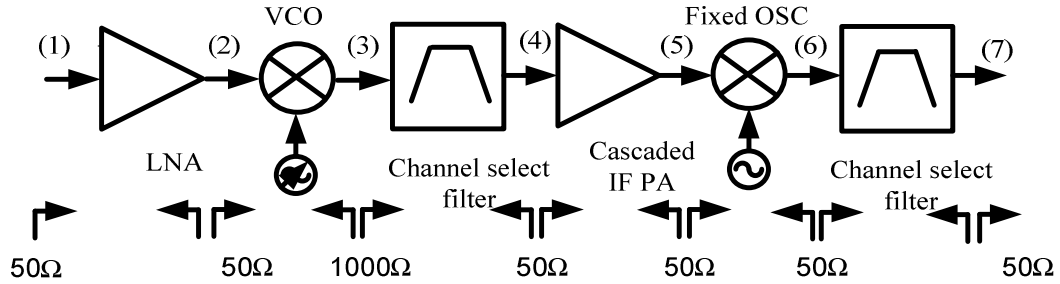 VCO
Fixed OSC
(1)
(2)
(3)
(4)
(5)
(6)
(7)
LNA
Channel select
filter
Cascaded
IF PA
Channel select
filter
50Ω
50Ω
1000Ω
50Ω
50Ω
50Ω
50Ω